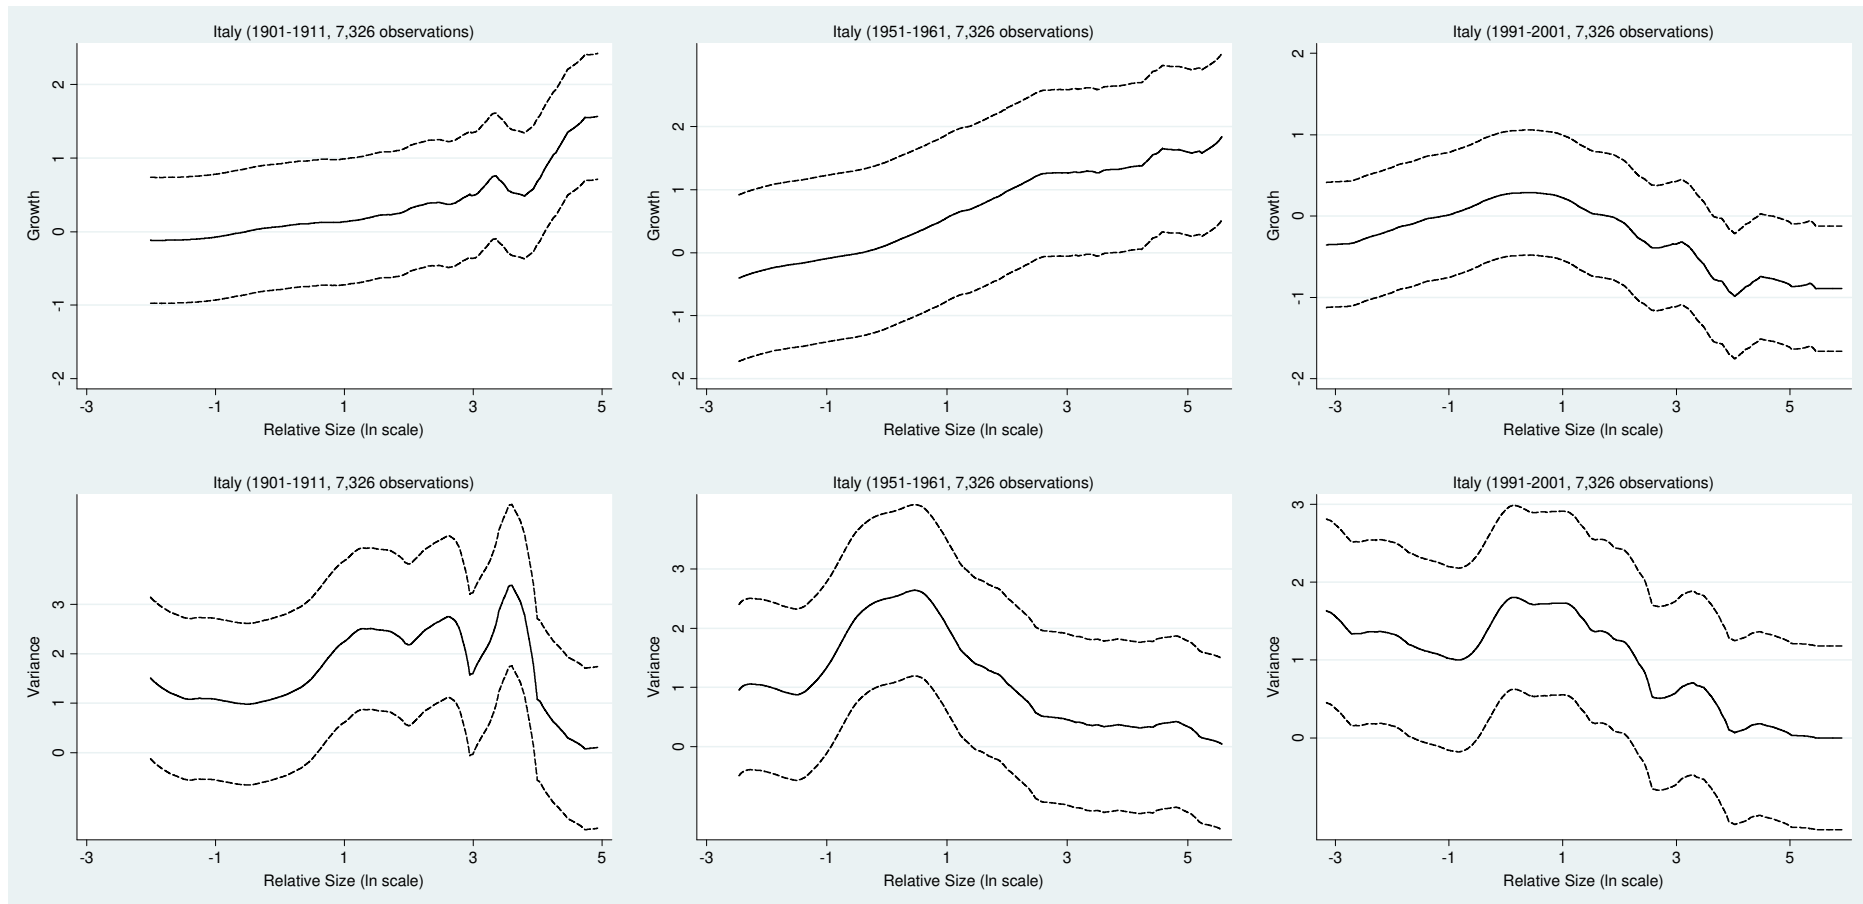 Italy (1901-1911, 7,326 observations)
Growth
2
1
0
-1
-2
-3 -1 1 3 5
Relative Size (ln scale)
Italy (1951-1961, 7,326 observations)
Growth
2
1
0
-1
-2
-3 -1 1 3 5
Relative Size (ln scale)
Italy (1991-2001, 7,326 observations)
Growth
2
1
0
-1
-2
-3 -1 1 3 5
Relative Size (ln scale)
Italy (1901-1911, 7,326 observations)
Variance
3
2
1
0
-3 -1 1 3 5
Relative Size (ln scale)
Italy (1951-1961, 7,326 observations)
Variance
3
2
1
0
-3 -1 1 3 5
Relative Size (ln scale)
Italy (1991-2001, 7,326 observations)
Variance
3
2
1
0
-3 -1 1 3 5
Relative Size (ln scale)